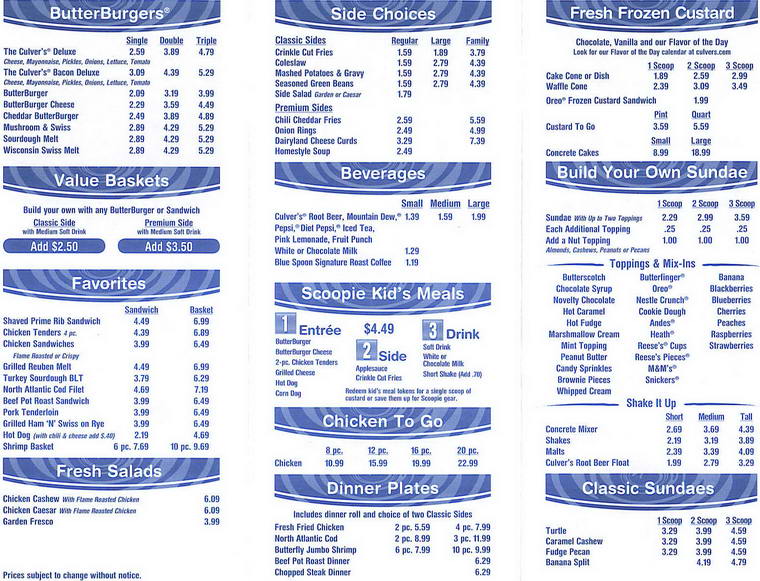 ButterBurgers®
Single Double Triple
The Culver's® Deluxe 2.59 3.89 4.79
Cheese, Mayonnaise, Pickles, Onions, Lettuce, Tomato
The Culver's® Bacon Deluxe 3.09 4.39 5.29
Cheese, Mayonnaise, Pickles, Onions, Lettuce, Tomato
ButterBurger 2.09 3.19 3.99
ButterBurger Cheese 2.29 3.59 4.49
Cheddar ButterBurger 2.49 3.89 4.89
Mushroom & Swiss 2.89 4.29 5.29
Sourdough Melt 2.89 4.29 5.29
Wisconsin Swiss Melt 2.89 4.29 5.29
Value Baskets
Build your own with any ButterBurger or Sandwich
Classic Side Premium Side
with Medium Soft Drink with Medium Soft Drink
Add $2.50 Add $3.50
Favorites
Sandwich Basket
Shaved Prime Rib Sandwich 4.49 6.99
Chicken Tenders 4 pc. 4.39 6.89
Chicken Sandwiches 3.99 6.49
Flame Roasted or Crispy
Grilled Reuben Melt 4.49 6.99
Turkey Sourdough BLT 3.79 6.29
North Atlantic Cod Filet 4.69 7.19
Beef Pot Roast Sandwich 3.99 6.49
Pork Tenderloin 3.99 6.49
Grilled Ham 'N' Swiss on Rye 3.99 6.49
Hot Dog (with chili & cheese add $.40) 2.19 4.69
Shrimp Basket 6 pc. 7.69 10 pc. 9.69
Fresh Salads
Chicken Cashew With Flame Roasted Chicken 6.09
Chicken Caesar With Flame Roasted Chicken 6.09
Garden Fresco 3.99
Prices subject to change without notice.
Side Choices
Classic Sides Regular Large Family
Crinkle Cut Fries 1.59 1.89 3.79
Coleslaw 1.59 2.79 4.39
Mashed Potatoes & Gravy 1.59 2.79 4.39
Seasoned Green Beans 1.59 2.79 4.39
Side Salad Garden or Caesar 1.79
Premium Sides
Chili Cheddar Fries 2.59 5.59
Onion Rings 2.49 4.99
Dairyland Cheese Curds 3.29 7.39
Homestyle Soup 2.49
Beverages
Small Medium Large
Culver's® Root Beer, Mountain Dew,® 1.39 1.59 1.99
Pepsi,® Diet Pepsi,® Iced Tea,
Pink Lemonade, Fruit Punch
White or Chocolate Milk 1.29
Blue Spoon Signature Roast Coffee 1.19
Scoopie Kid's Meals
1 Entrée
ButterBurger
ButterBurger Cheese
2-pc. Chicken Tenders
Grilled Cheese
Hot Dog
Corn Dog
$4.49
2 Side
Applesauce
Crinkle Cut Fries
3 Drink
Soft Drink
White or
Chocolate Milk
Short Shake (Add .70)
Redeem kid's meal tokens for a single scoop of
custard or save them up for Scoopie gear.
Chicken To Go
8 pc. 12 pc. 16 pc. 20 pc.
Chicken 10.99 15.99 19.99 22.99
Dinner Plates
Includes dinner roll and choice of two Classic Sides
Fresh Fried Chicken 2 pc. 5.59 4 pc. 7.99
North Atlantic Cod 2 pc. 8.99 3 pc. 11.99
Butterfly Jumbo Shrimp 6 pc. 7.99 10 pc. 9.99
Beef Pot Roast Dinner 6.29
Chopped Steak Dinner 6.29
Fresh Frozen Custard
Chocolate, Vanilla and our Flavor of the Day
Look for our Flavor of the Day calendar at culvers.com
1 Scoop 2 Scoop 3 Scoop
Cake Cone or Dish 1.89 2.59 2.99
Waffle Cone 2.39 3.09 3.49
Oreo® Frozen Custard Sandwich 1.99
Pint Quart
Custard To Go 3.59 5.59
Small Large
Concrete Cakes 8.99 18.99
Build Your Own Sundae
1 Scoop 2 Scoop 3 Scoop
Sundae With Up to Two Toppings 2.29 2.99 3.59
Each Additional Topping .25 .25 .25
Add a Nut Topping 1.00 1.00 1.00
Almonds, Cashews, Peanuts or Pecans
Toppings & Mix-Ins
Butterscotch Butterfinger® Banana
Chocolate Syrup Oreo® Blackberries
Novelty Chocolate Nestle Crunch® Blueberries
Hot Caramel Cookie Dough Cherries
Hot Fudge Andes® Peaches
Marshmallow Cream Heath® Raspberries
Mint Topping Reese's® Cups Strawberries
Peanut Butter Reese's Pieces®
Candy Sprinkles M&M's®
Brownie Pieces Snickers®
Whipped Cream
Shake It Up
Short Medium Tall
Concrete Mixer 2.69 3.69 4.39
Shakes 2.19 3.19 3.89
Malts 2.39 3.39 4.09
Culver's Root Beer Float 1.99 2.79 3.29
Classic Sundaes
1 Scoop 2 Scoop 3 Scoop
Turtle 3.29 3.99 4.59
Caramel Cashew 3.29 3.99 4.59
Fudge Pecan 3.29 3.99 4.59
Banana Split 4.19 4.79